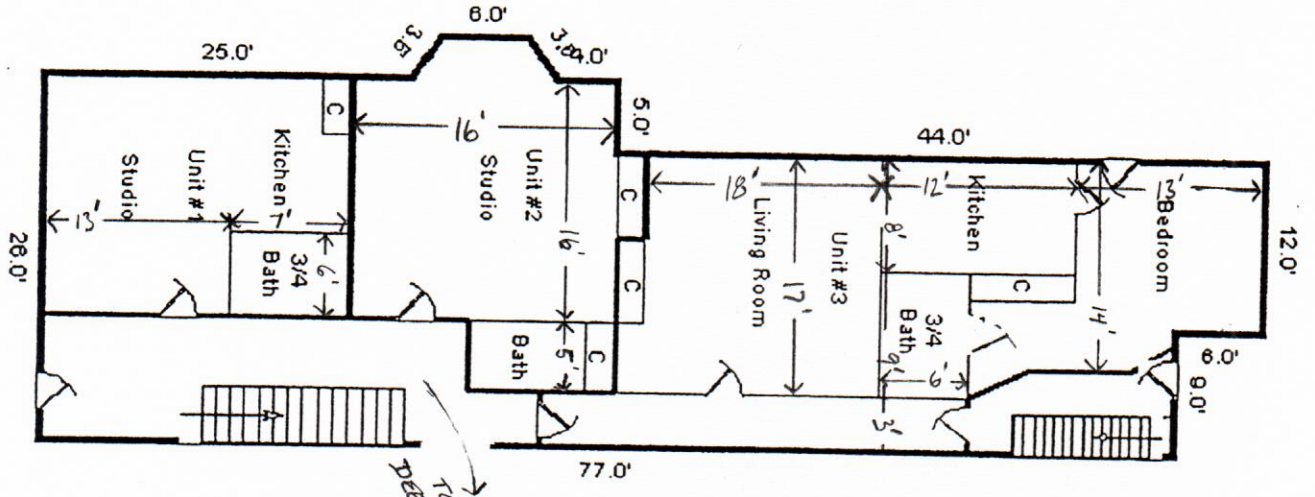 6.0'
3.6'
25.0'
4.0'
5.0'
44.0'
C
16'
Kitchen
Unit #1
Studio
13'
7'
6'
3/4
Bath
26.0'
Unit #2
Studio
16'
C
C
Bath
5'
C
18'
17'
Unit #3
Living Room
12'
Kitchen
8'
C
3/4
Bath
9'
6'
3'
13'
Bedroom
14'
12.0'
6.0'
9.0'
77.0'
TO